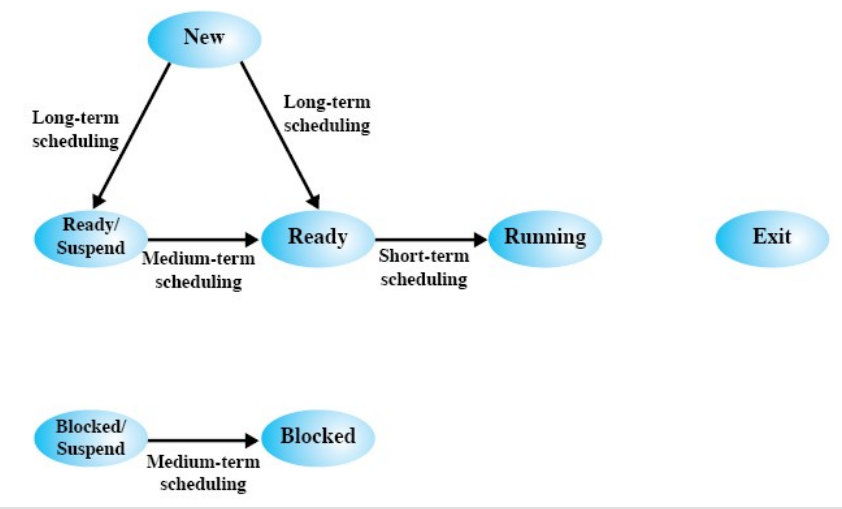 New
Long-term
scheduling
Long-term
scheduling
Ready/
Suspend
Medium-term
scheduling
Ready
Short-term
scheduling
Running
Exit
Blocked/
Suspend
Medium-term
scheduling
Blocked